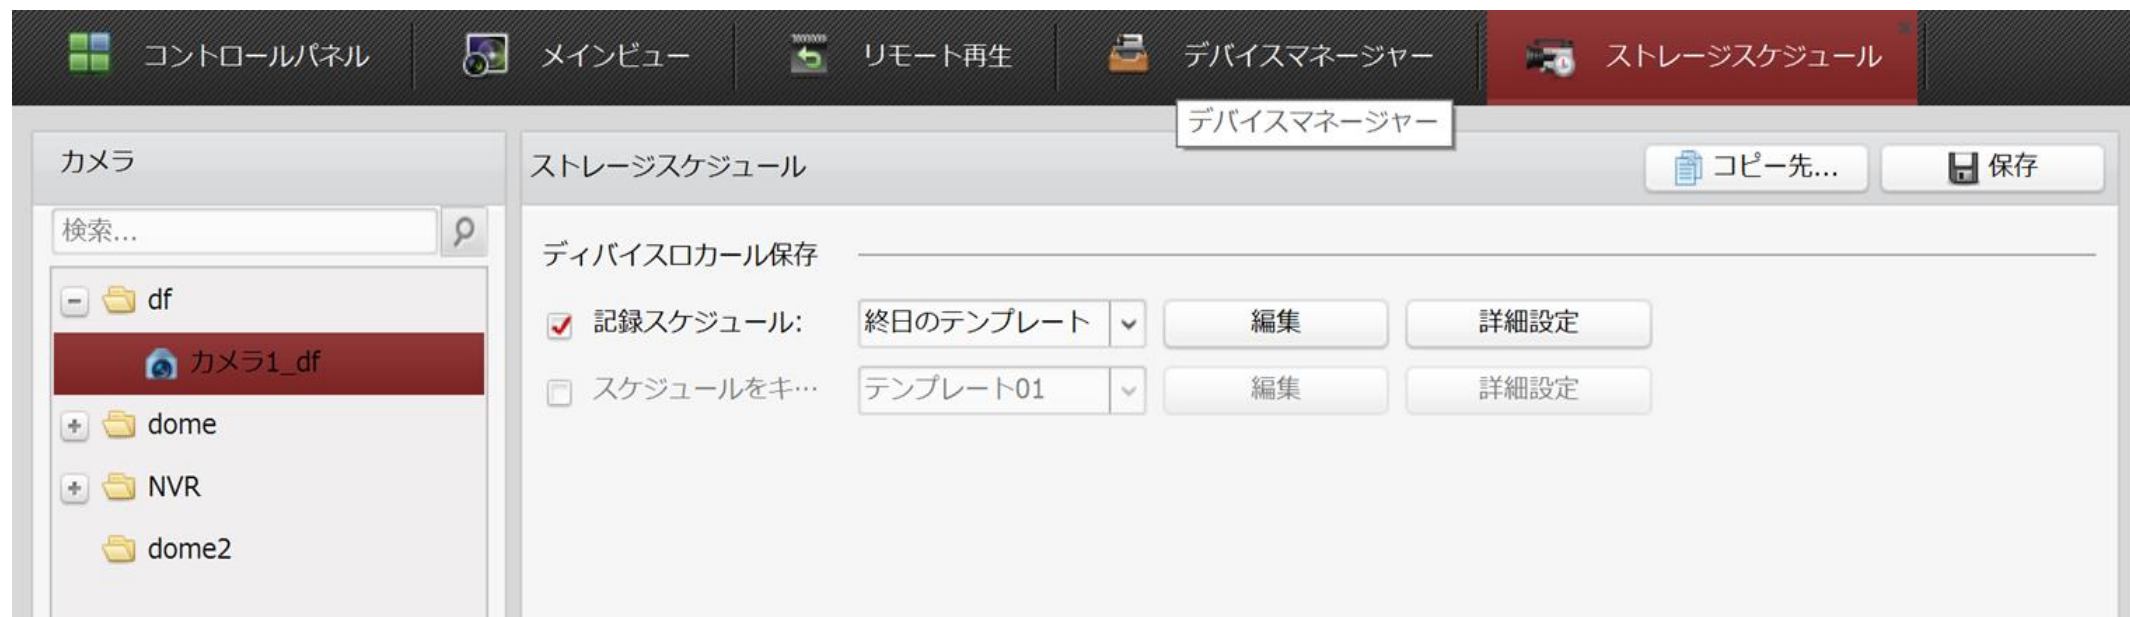 コントロールパネル メインビュー リモート再生 デバイスマネージャー ストレージスケジュール
デバイスマネージャー
カメラ
検索...
df
カメラ1_df
dome
NVR
dome2
ストレージスケジュール コピー先... 保存
ディバイスロカール保存
記録スケジュール: 終日のテンプレート 編集 詳細設定
スケジュールをキ… テンプレート01 編集 詳細設定